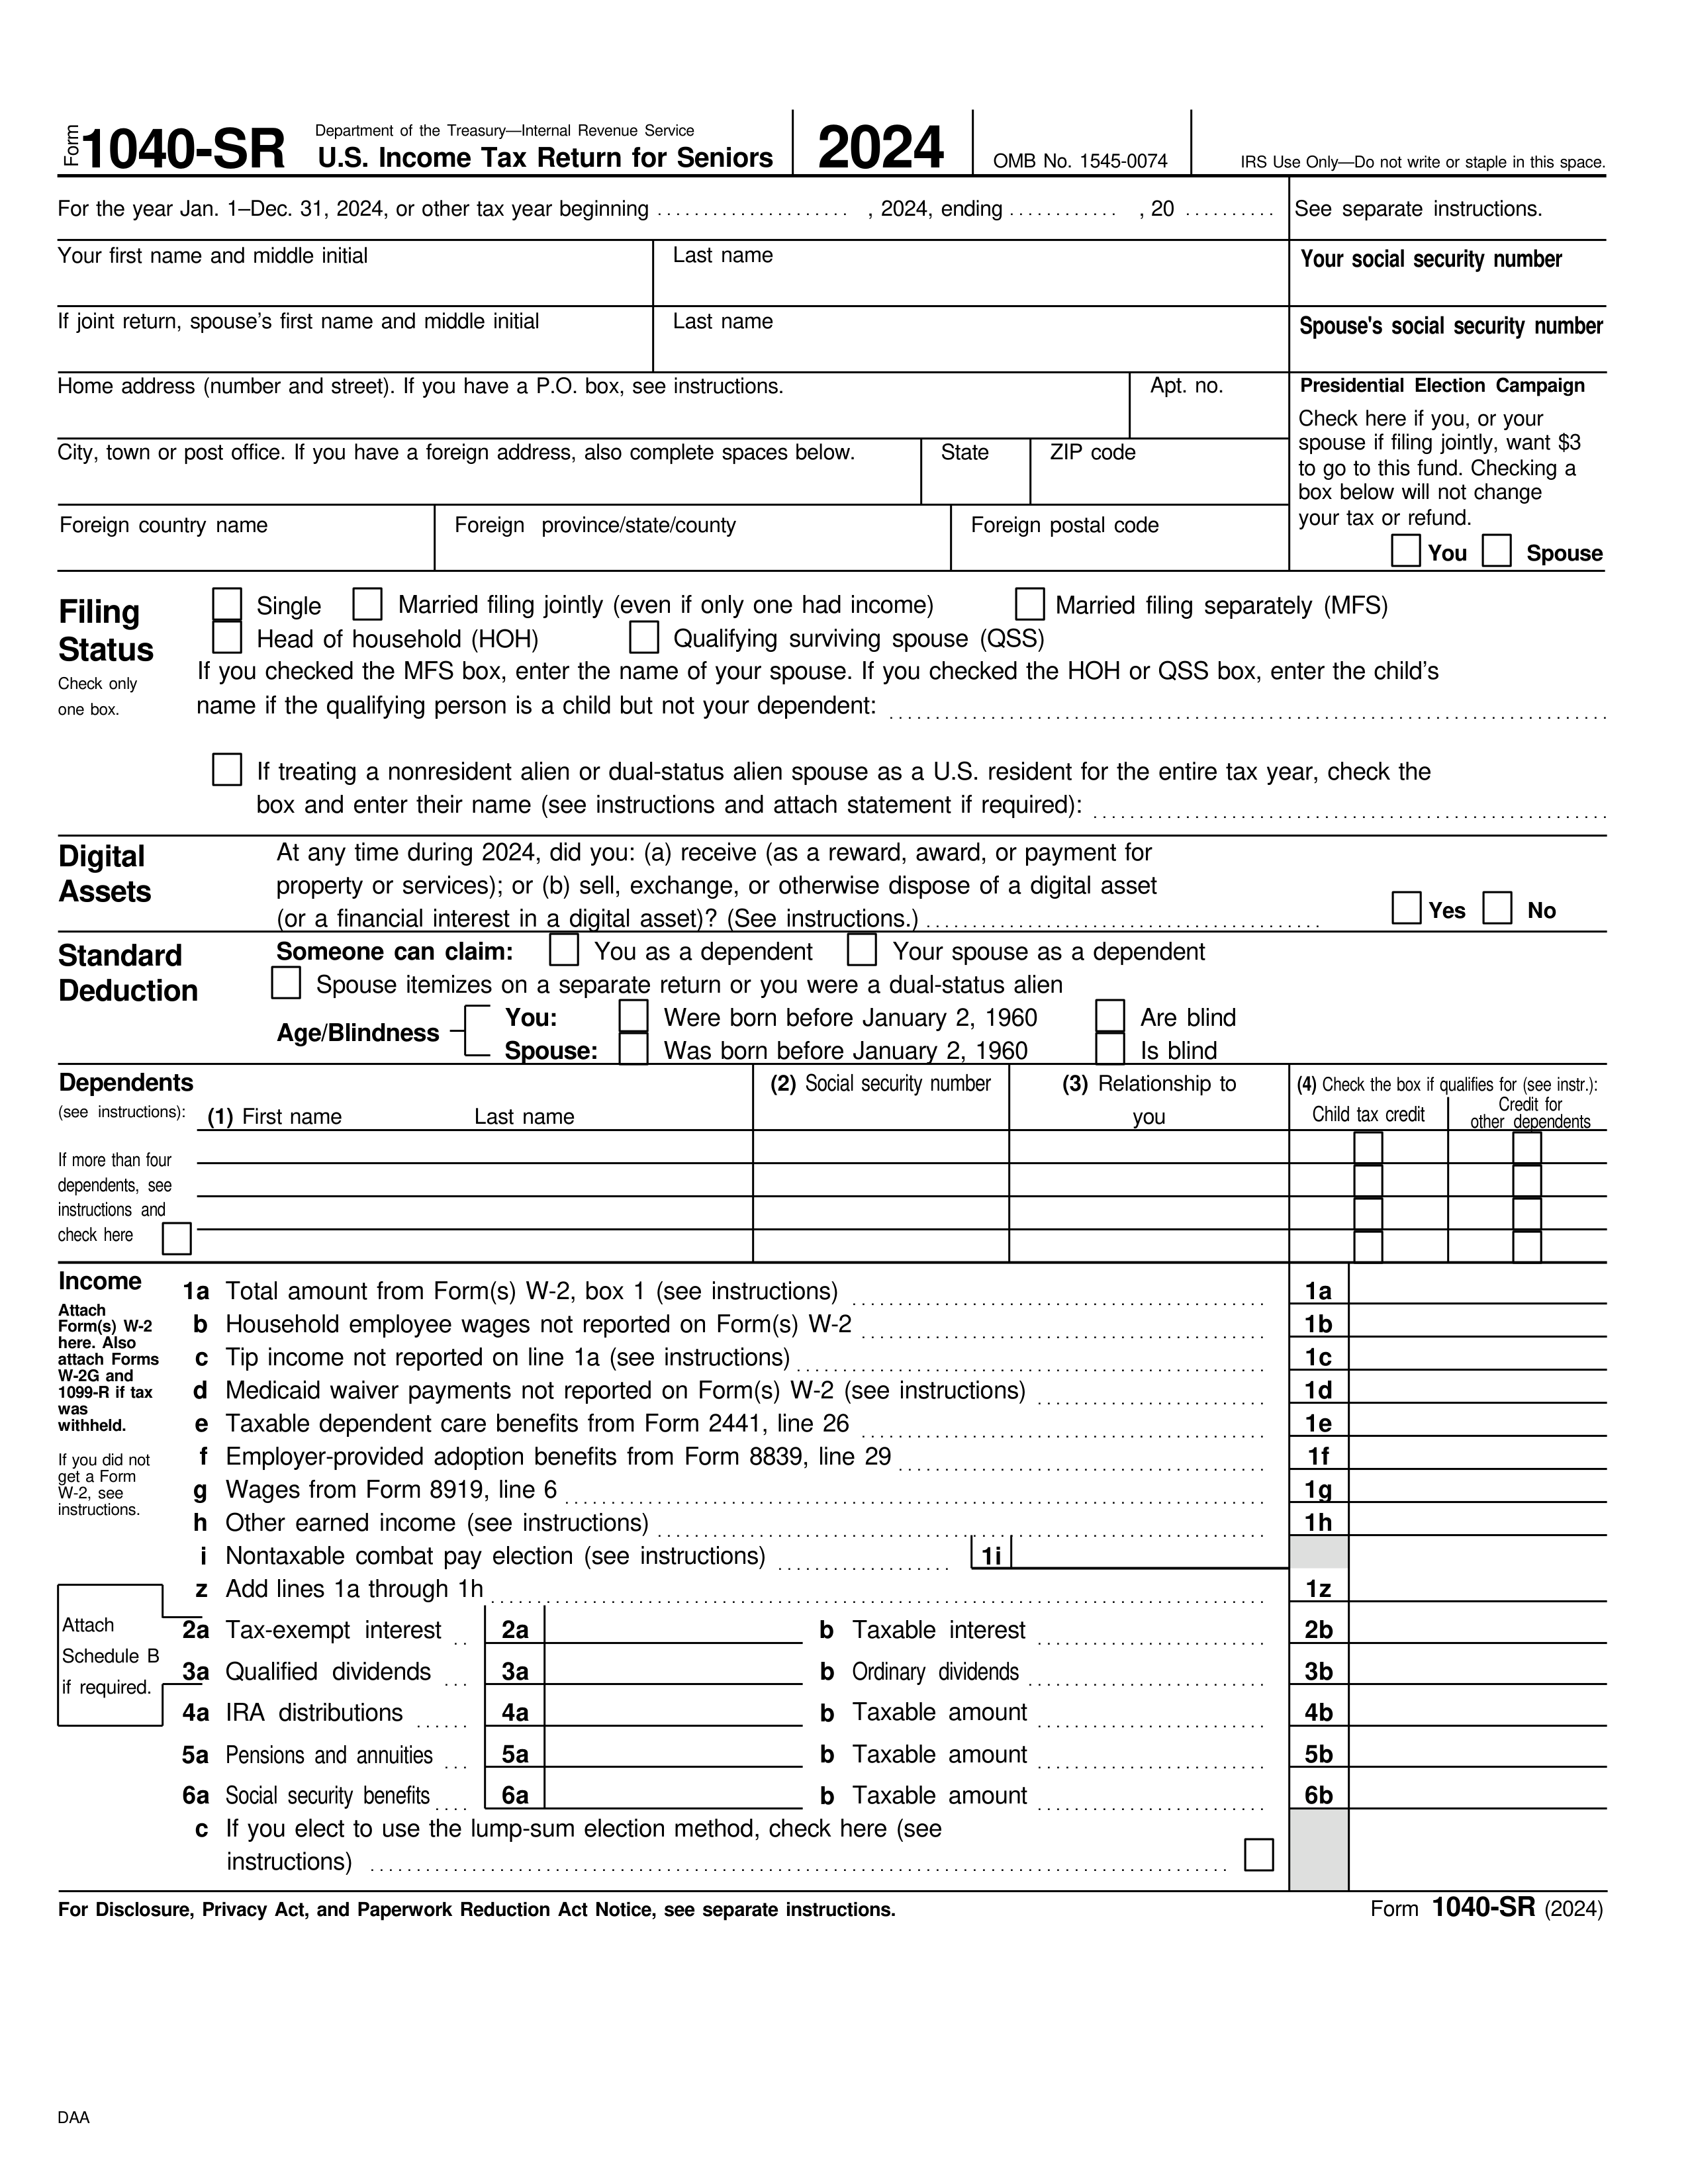 Form 1040-SR Department of the Treasury—Internal Revenue Service
U.S. Income Tax Return for Seniors 2024 OMB No. 1545-0074 IRS Use Only—Do not write or staple in this space.
For the year Jan. 1–Dec. 31, 2024, or other tax year beginning , 2024, ending , 20 See separate instructions.
Your first name and middle initial Last name Your social security number
If joint return, spouse's first name and middle initial Last name Spouse's social security number
Home address (number and street). If you have a P.O. box, see instructions. Apt. no.
City, town or post office. If you have a foreign address, also complete spaces below. State ZIP code
Foreign country name Foreign province/state/county Foreign postal code
Presidential Election Campaign
Check here if you, or your
spouse if filing jointly, want $3
to go to this fund. Checking a
box below will not change
your tax or refund.
You Spouse
Filing
Status
Check only
one box.
Single Married filing jointly (even if only one had income) Married filing separately (MFS)
Head of household (HOH) Qualifying surviving spouse (QSS)
If you checked the MFS box, enter the name of your spouse. If you checked the HOH or QSS box, enter the child's
name if the qualifying person is a child but not your dependent:
If treating a nonresident alien or dual-status alien spouse as a U.S. resident for the entire tax year, check the
box and enter their name (see instructions and attach statement if required):
Digital
Assets
At any time during 2024, did you: (a) receive (as a reward, award, or payment for
property or services); or (b) sell, exchange, or otherwise dispose of a digital asset
(or a financial interest in a digital asset)? (See instructions.) Yes No
Standard
Deduction
Someone can claim: You as a dependent Your spouse as a dependent
Spouse itemizes on a separate return or you were a dual-status alien
Age/Blindness
You: Were born before January 2, 1960 Are blind
Spouse: Was born before January 2, 1960 Is blind
Dependents
(see instructions):
(1) First name Last name
(2) Social security number
(3) Relationship to
you
(4) Check the box if qualifies for (see instr.):
Child tax credit
Credit for
other dependents
If more than four
dependents, see
instructions and
check here
Income
Attach
Form(s) W-2
here. Also
attach Forms
W-2G and
1099-R if tax
was
withheld.
If you did not
get a Form
W-2, see
instructions.
1a Total amount from Form(s) W-2, box 1 (see instructions) 1a
b Household employee wages not reported on Form(s) W-2 1b
c Tip income not reported on line 1a (see instructions) 1c
d Medicaid waiver payments not reported on Form(s) W-2 (see instructions) 1d
e Taxable dependent care benefits from Form 2441, line 26 1e
f Employer-provided adoption benefits from Form 8839, line 29 1f
g Wages from Form 8919, line 6 1g
h Other earned income (see instructions) 1h
i Nontaxable combat pay election (see instructions) 1i
z Add lines 1a through 1h 1z
Attach
Schedule B
if required.
2a Tax-exempt interest 2a b Taxable interest 2b
3a Qualified dividends 3a b Ordinary dividends 3b
4a IRA distributions 4a b Taxable amount 4b
5a Pensions and annuities 5a b Taxable amount 5b
6a Social security benefits 6a b Taxable amount 6b
c If you elect to use the lump-sum election method, check here (see
instructions)
For Disclosure, Privacy Act, and Paperwork Reduction Act Notice, see separate instructions. Form 1040-SR (2024)
DAA